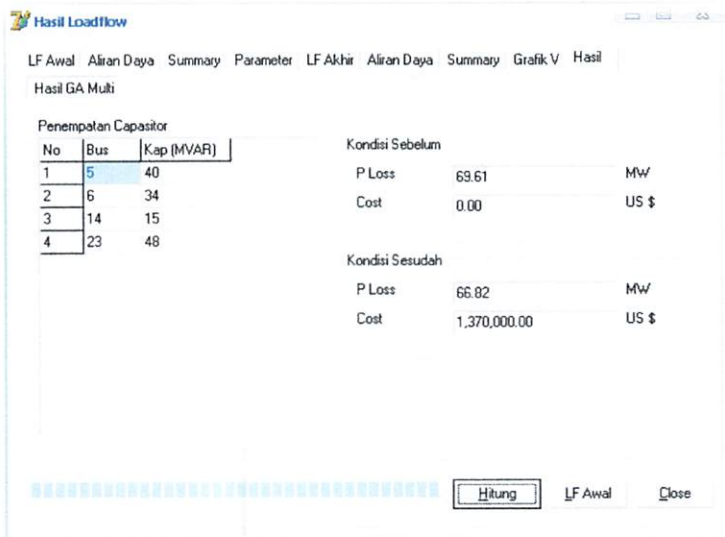 Hasil Loadflow
LF Awal Aliran Daya Summary Parameter LF Akhir Aliran Daya Summary Grafik V Hasil
Hasil GA Multi
Penempatan Capasitor
No Bus Kap (MVAR)
1 5 40
2 6 34
3 14 15
4 23 48
Kondisi Sebelum
P Loss 69.61 MW
Cost 0.00 US $
Kondisi Sesudah
P Loss 66.82 MW
Cost 1,370,000.00 US $
Hitung LF Awal Close